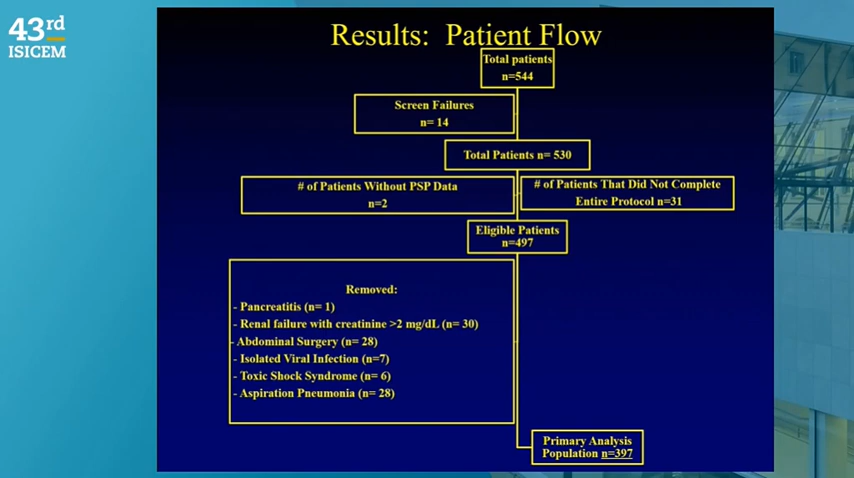 43rd
ISICEM
Results: Patient Flow
Total patients
n=544
Screen Failures
n= 14
Total Patients n= 530
# of Patients Without PSP Data
n=2
# of Patients That Did Not Complete
Entire Protocol n=31
Eligible Patients
n=497
Removed:
- Pancreatitis (n= 1)
- Renal failure with creatinine >2 mg/dL (n= 30)
- Abdominal Surgery (n= 28)
- Isolated Viral Infection (n=7)
- Toxic Shock Syndrome (n= 6)
- Aspiration Pneumonia (n= 28)
Primary Analysis
Population n=397